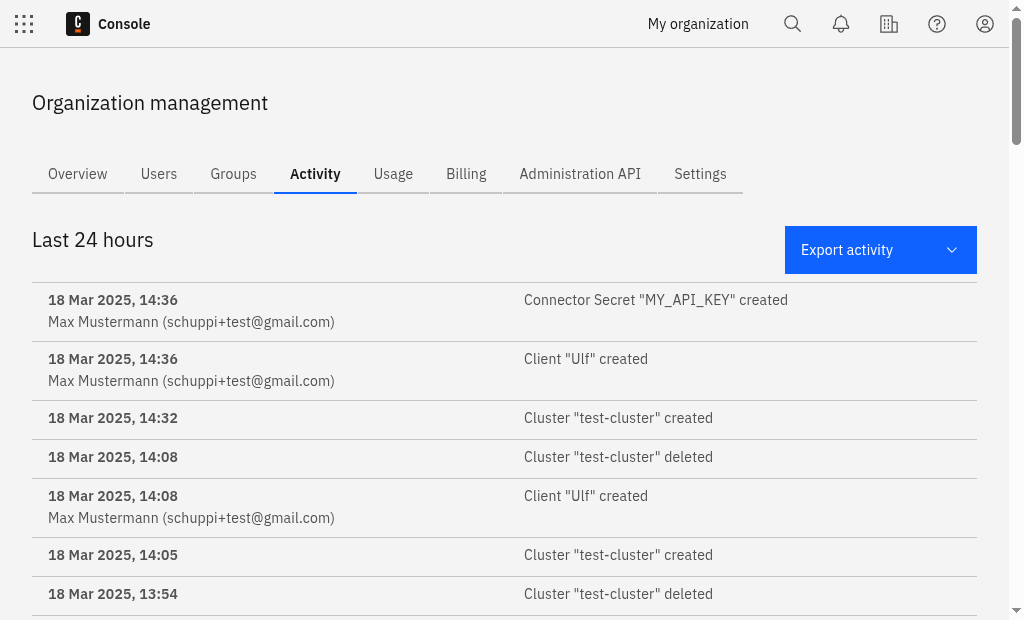 Console
My organization
Organization management
Overview Users Groups Activity Usage Billing Administration API Settings
Last 24 hours
Export activity
18 Mar 2025, 14:36 Connector Secret "MY_API_KEY" created
Max Mustermann (schuppi+test@gmail.com)
18 Mar 2025, 14:36 Client "Ulf" created
Max Mustermann (schuppi+test@gmail.com)
18 Mar 2025, 14:32 Cluster "test-cluster" created
18 Mar 2025, 14:08 Cluster "test-cluster" deleted
18 Mar 2025, 14:08 Client "Ulf" created
Max Mustermann (schuppi+test@gmail.com)
18 Mar 2025, 14:05 Cluster "test-cluster" created
18 Mar 2025, 13:54 Cluster "test-cluster" deleted